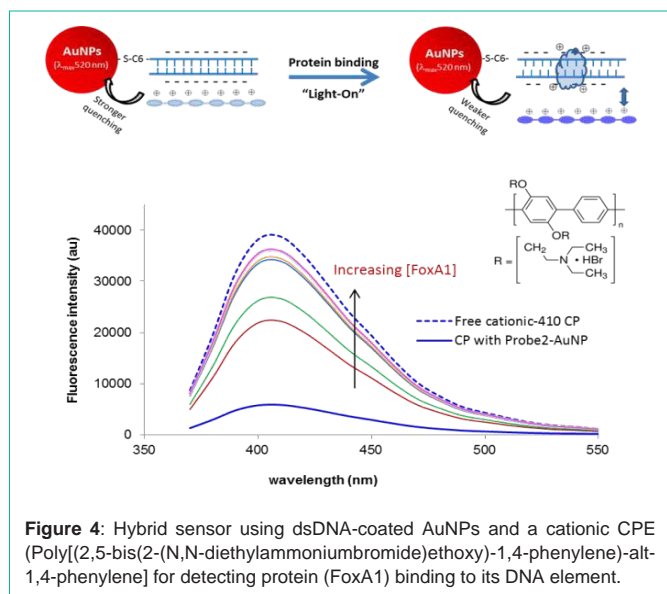 AuNPs
(λmax520 nm)
-S-C6-
Stronger
quenching
Protein binding
"Light-On"
AuNPs
(λmax520 nm)
-S-C6-
Weaker
quenching
Fluorescence intensity (au)
40000
30000
20000
10000
0
350
400
450
500
550
wavelength (nm)
Increasing [FoxA1]
RO
OR
n
R =
CH2
N
CH3
• HBr
CH3
Free cationic-410 CP
CP with Probe2-AuNP
Figure 4: Hybrid sensor using dsDNA-coated AuNPs and a cationic CPE
(Poly[(2,5-bis(2-(N,N-diethylammoniumbromide)ethoxy)-1,4-phenylene)-alt-
1,4-phenylene] for detecting protein (FoxA1) binding to its DNA element.